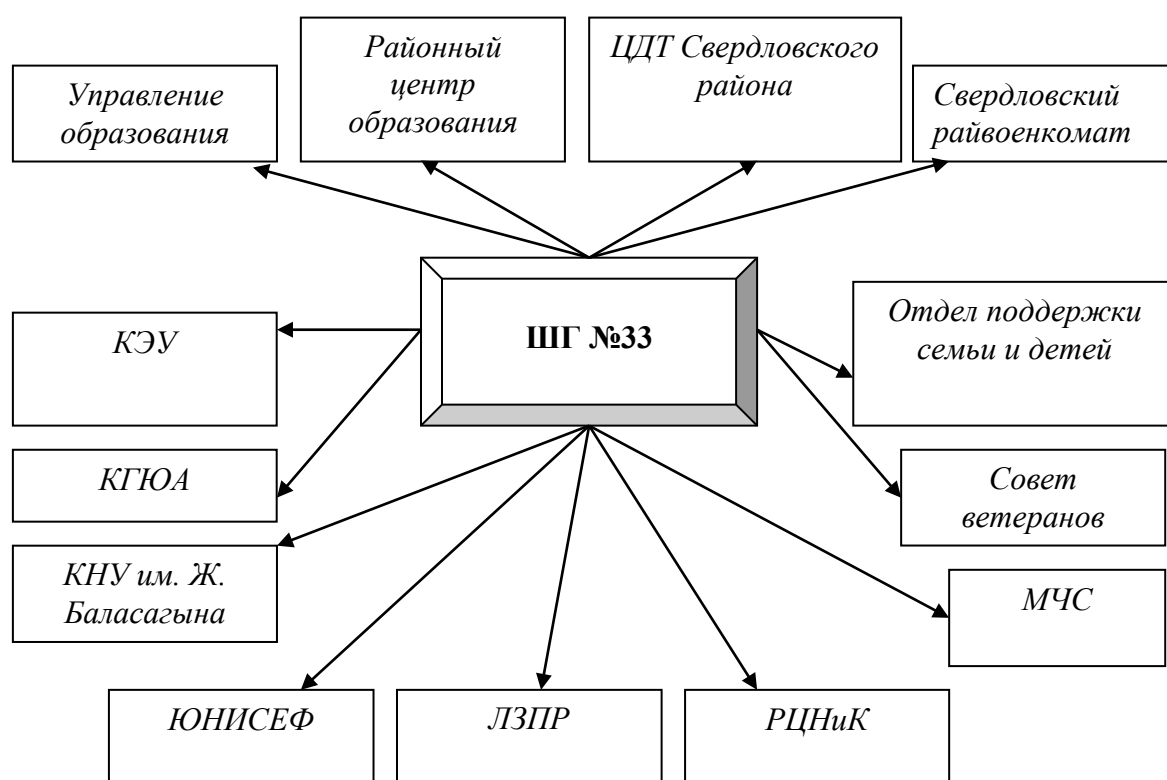 Управление
образования
Районный
центр
образования
ЦДТ Свердловского
района
Свердловский
райвоенкомат
КЭУ
ШГ №33
Отдел поддержки
семьи и детей
КГЮА
Совет
ветеранов
КНУ им. Ж.
Баласагына
МЧС
ЮНИСЕФ
ЛЗПР
РЦНиК